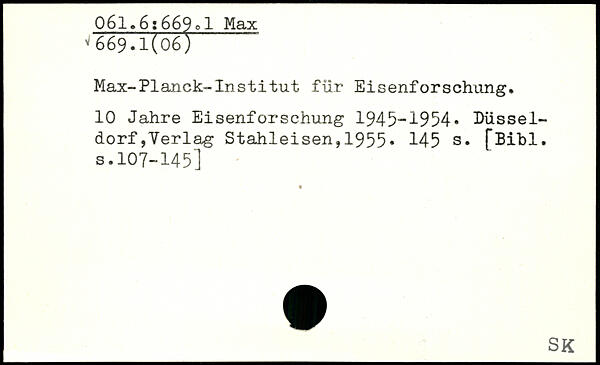 061.6:669.1 Max
√669.1(06)
Max-Planck-Institut für Eisenforschung.
10 Jahre Eisenforschung 1945-1954. Düssel-
dorf,Verlag Stahleisen,1955. 145 s. [Bibl.
s.107-145]
SK